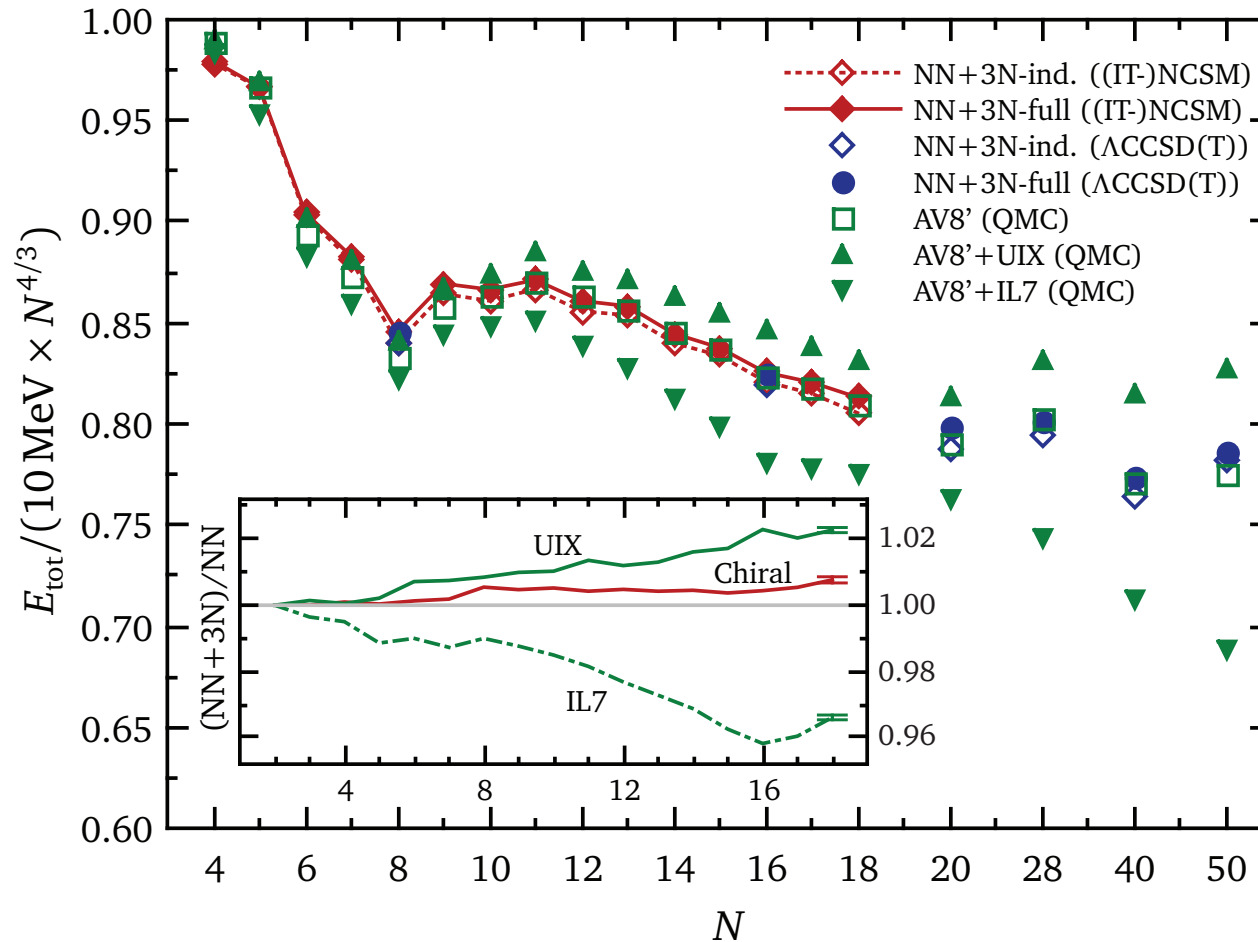 1.00
0.95
0.90
0.85
0.80
0.75
0.70
0.65
0.60
E_tot/(10 MeV × N^{4/3})
NN+3N-ind. ((IT-)NCSM)
NN+3N-full ((IT-)NCSM)
NN+3N-ind. (ΛCCSD(T))
NN+3N-full (ΛCCSD(T))
AV8' (QMC)
AV8'+UIX (QMC)
AV8'+IL7 (QMC)
(NN+3N)/NN
UIX
Chiral
IL7
1.02
1.00
0.98
0.96
4 8 12 16
4 6 8 10 12 14 16 18 20 28 40 50
N